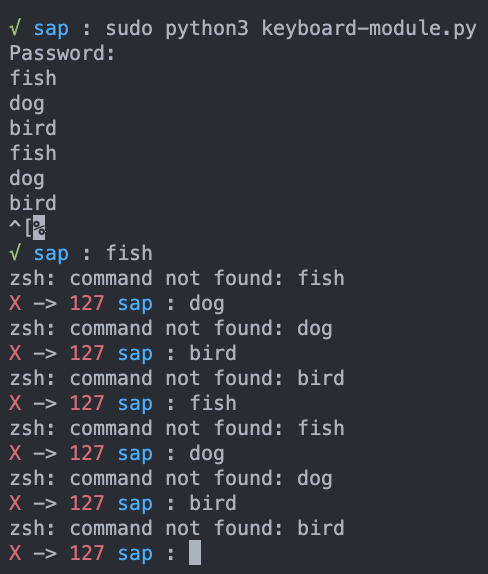 √ sap : sudo python3 keyboard-module.py
Password:
fish
dog
bird
fish
dog
bird
^[%
√ sap : fish
zsh: command not found: fish
X -> 127 sap : dog
zsh: command not found: dog
X -> 127 sap : bird
zsh: command not found: bird
X -> 127 sap : fish
zsh: command not found: fish
X -> 127 sap : dog
zsh: command not found: dog
X -> 127 sap : bird
zsh: command not found: bird
X -> 127 sap :